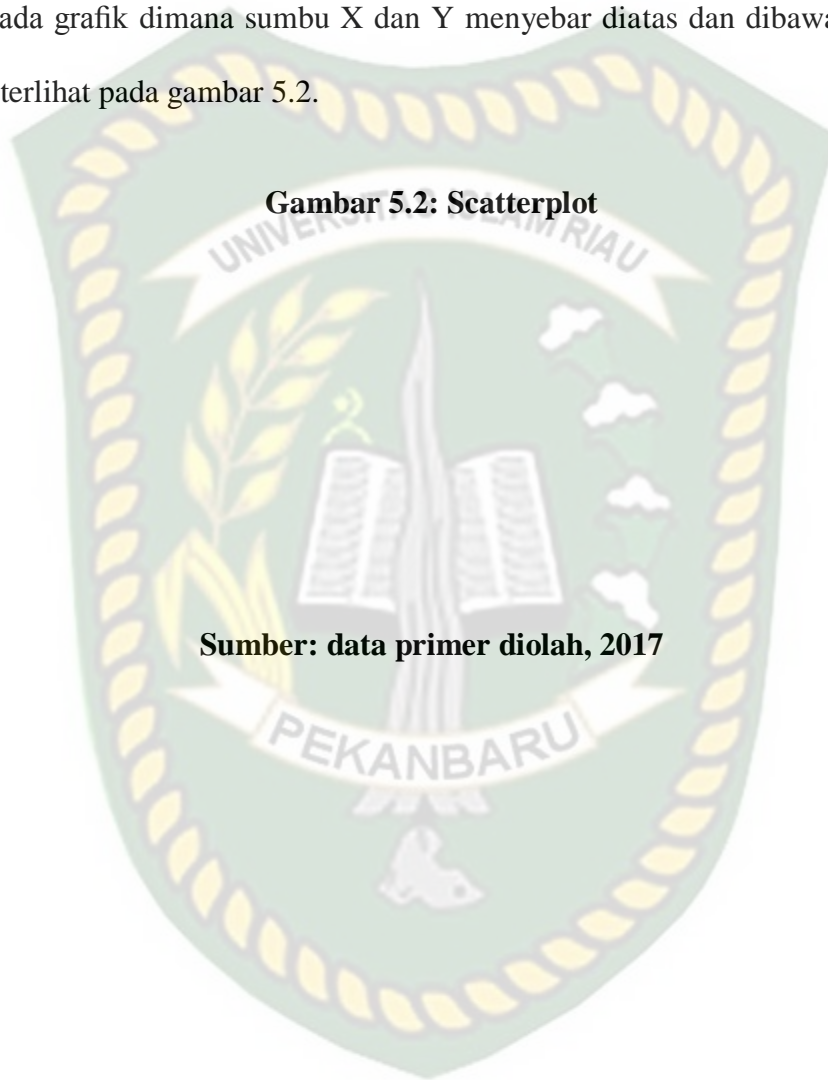 ada grafik dimana sumbu X dan Y menyebar diatas dan dibawa
terlihat pada gambar 5.2.
Gambar 5.2: Scatterplot
UNIVERSITAS ISLAM RIAU
Sumber: data primer diolah, 2017
PEKANBARU